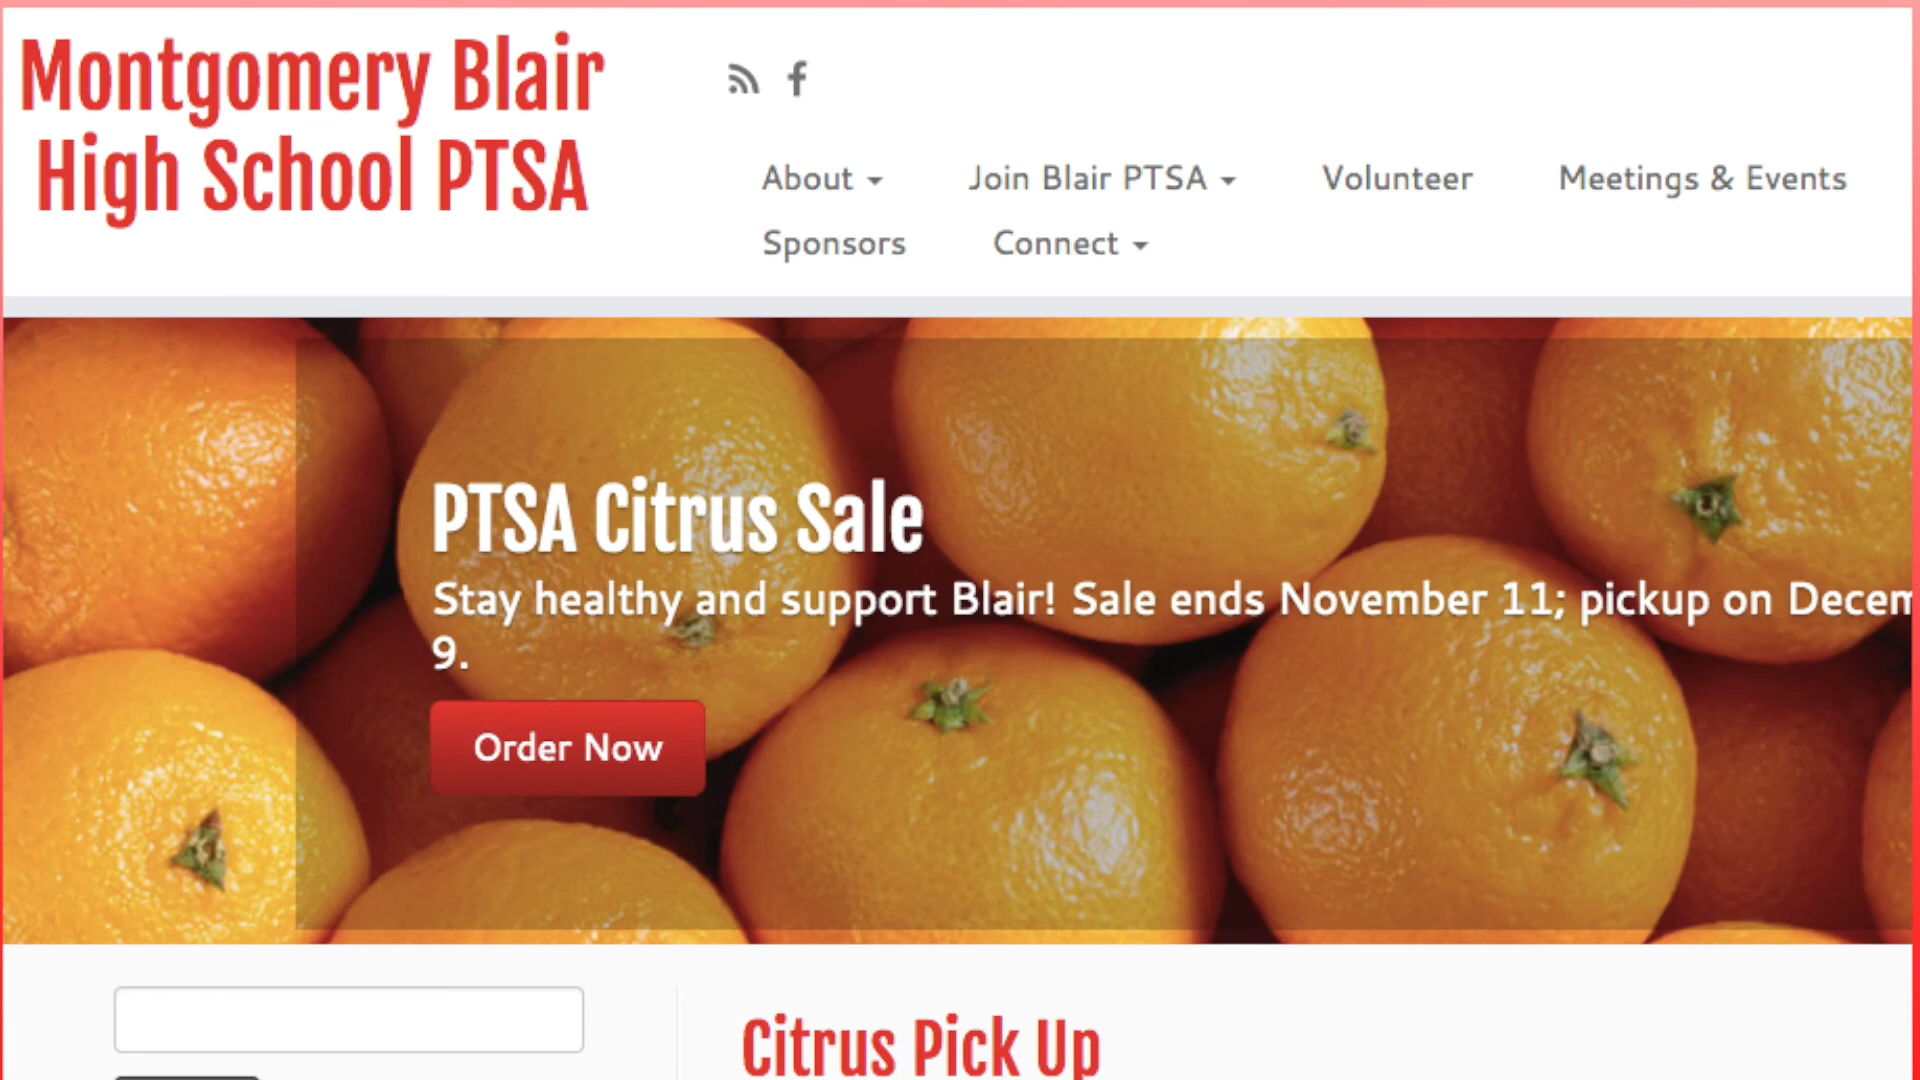 Montgomery Blair
High School PTSA
About
Join Blair PTSA
Volunteer
Meetings & Events
Sponsors
Connect
PTSA Citrus Sale
Stay healthy and support Blair! Sale ends November 11; pickup on Decem
9.
Order Now
Citrus Pick Up